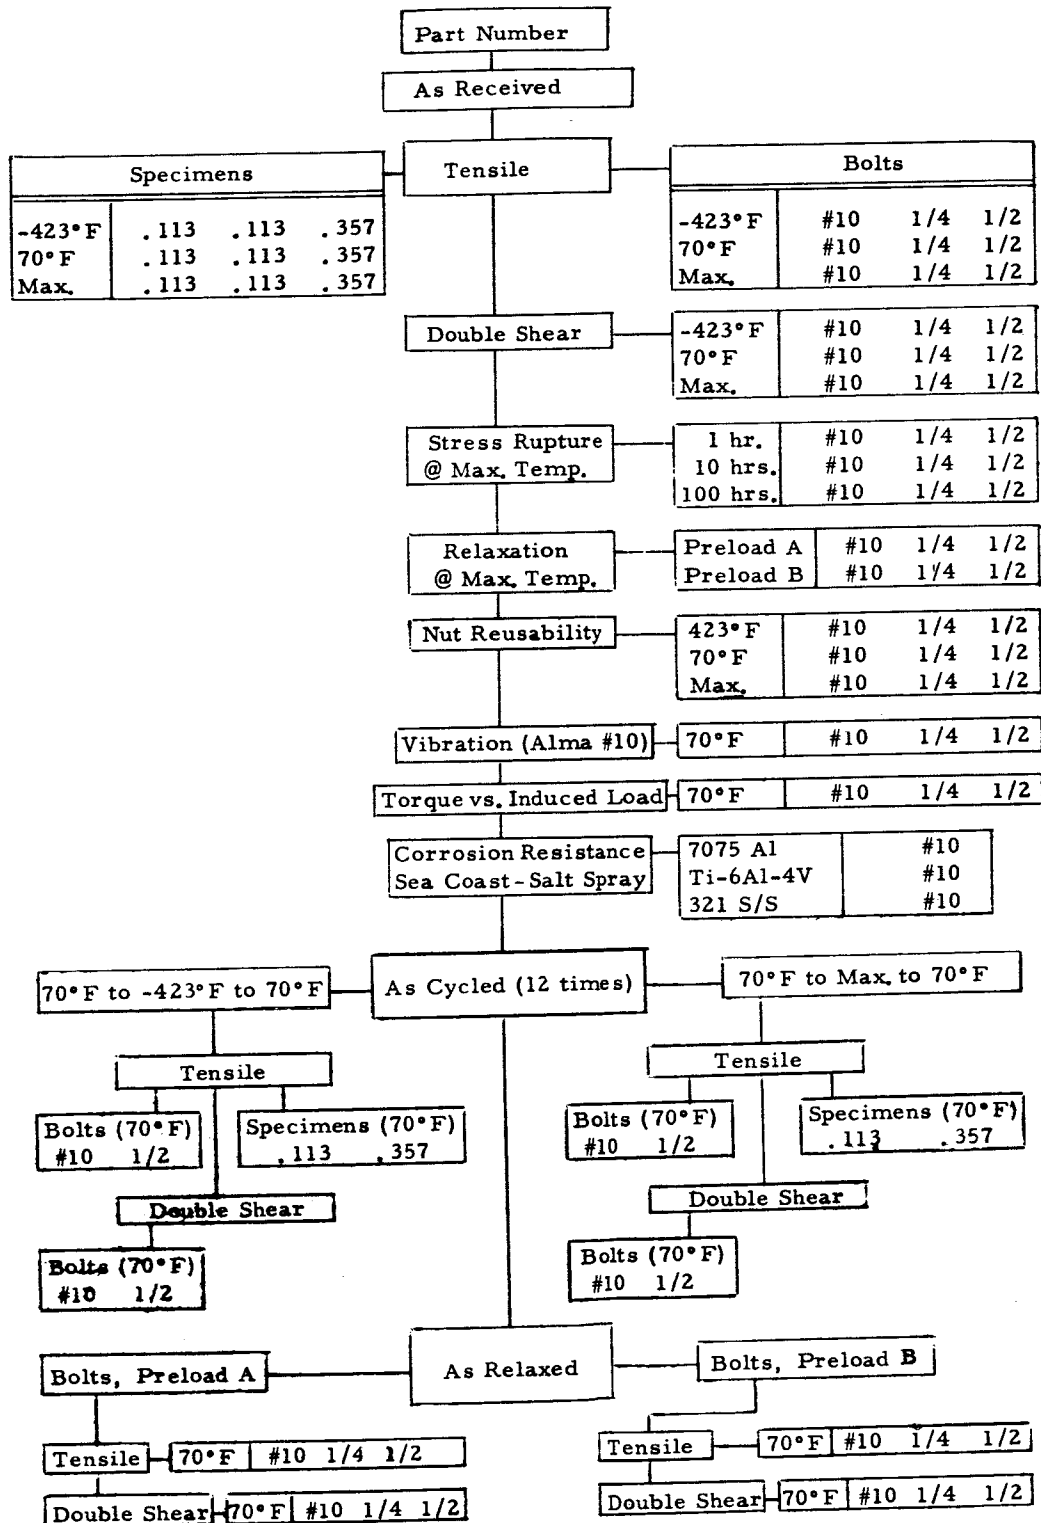 Part Number
As Received
Tensile
Specimens
-423°F .113 .113 .357
70°F .113 .113 .357
Max. .113 .113 .357
Bolts
-423°F #10 1/4 1/2
70°F #10 1/4 1/2
Max. #10 1/4 1/2
Double Shear
-423°F #10 1/4 1/2
70°F #10 1/4 1/2
Max. #10 1/4 1/2
Stress Rupture
@ Max. Temp.
1 hr. #10 1/4 1/2
10 hrs. #10 1/4 1/2
100 hrs. #10 1/4 1/2
Relaxation
@ Max. Temp.
Preload A #10 1/4 1/2
Preload B #10 1/4 1/2
Nut Reusability
423°F #10 1/4 1/2
70°F #10 1/4 1/2
Max. #10 1/4 1/2
Vibration (Alma #10)
70°F #10 1/4 1/2
Torque vs. Induced Load
70°F #10 1/4 1/2
Corrosion Resistance
Sea Coast-Salt Spray
7075 Al #10
Ti-6Al-4V #10
321 S/S #10
As Cycled (12 times)
70°F to -423°F to 70°F
Tensile
Bolts (70°F)
#10 1/2
Specimens (70°F)
.113 .357
Double Shear
Bolts (70°F)
#10 1/2
70°F to Max. to 70°F
Tensile
Bolts (70°F)
#10 1/2
Specimens (70°F)
.113 .357
Double Shear
Bolts (70°F)
#10 1/2
As Relaxed
Bolts, Preload A
Tensile 70°F #10 1/4 1/2
Double Shear 70°F #10 1/4 1/2
Bolts, Preload B
Tensile 70°F #10 1/4 1/2
Double Shear 70°F #10 1/4 1/2